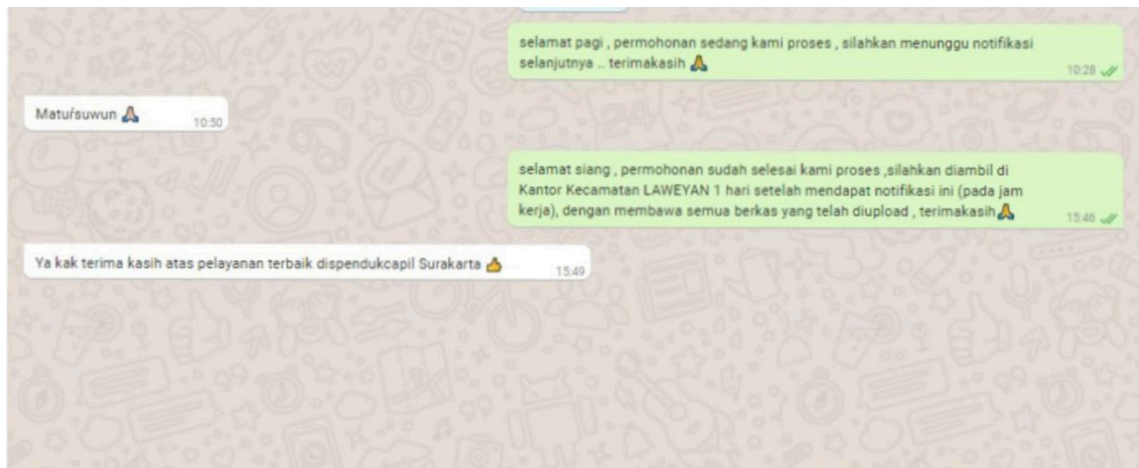 selamat pagi , permohonan sedang kami proses , silahkan menunggu notifikasi
selanjutnya .. terimakasih 🙏
10:28
Matuŕsuwun 🙏
10:50
selamat siang , permohonan sudah selesai kami proses ,silahkan diambil di
Kantor Kecamatan LAWEYAN 1 hari setelah mendapat notifikasi ini (pada jam
kerja), dengan membawa semua berkas yang telah diupload , terimakasih🙏
15:46
Ya kak terima kasih atas pelayanan terbaik dispendukcapil Surakarta 👍
15:49